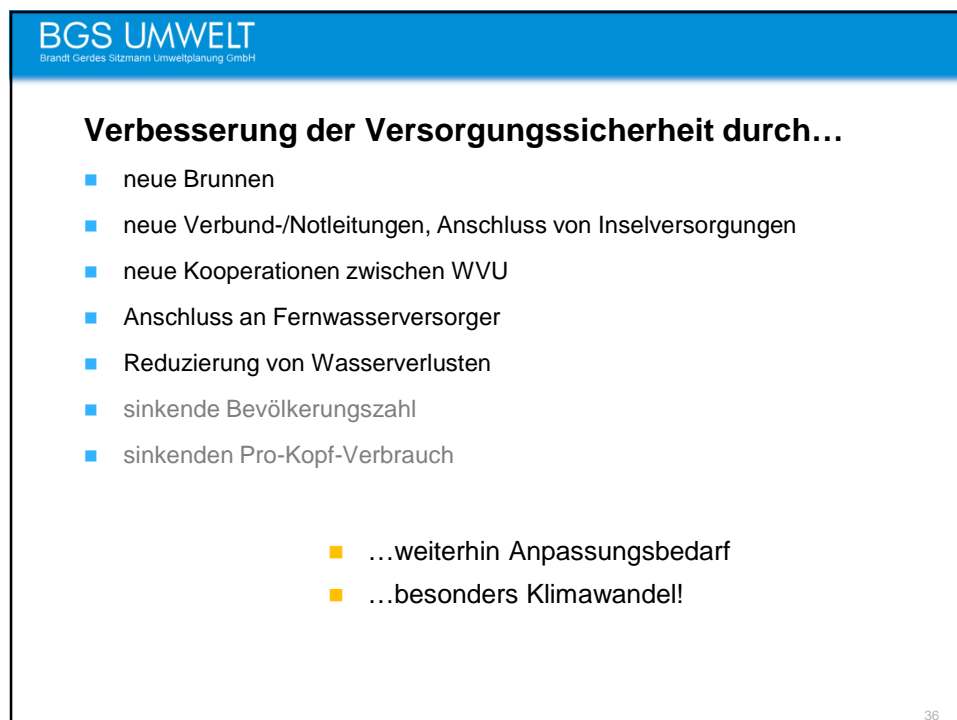 BGS UMWELT
Brandt Gerdes Sitzmann Umweltplanung GmbH
Verbesserung der Versorgungssicherheit durch…
neue Brunnen
neue Verbund-/Notleitungen, Anschluss von Inselversorgungen
neue Kooperationen zwischen WVU
Anschluss an Fernwasserversorger
Reduzierung von Wasserverlusten
sinkende Bevölkerungszahl
sinkenden Pro-Kopf-Verbrauch
…weiterhin Anpassungsbedarf
…besonders Klimawandel!
36